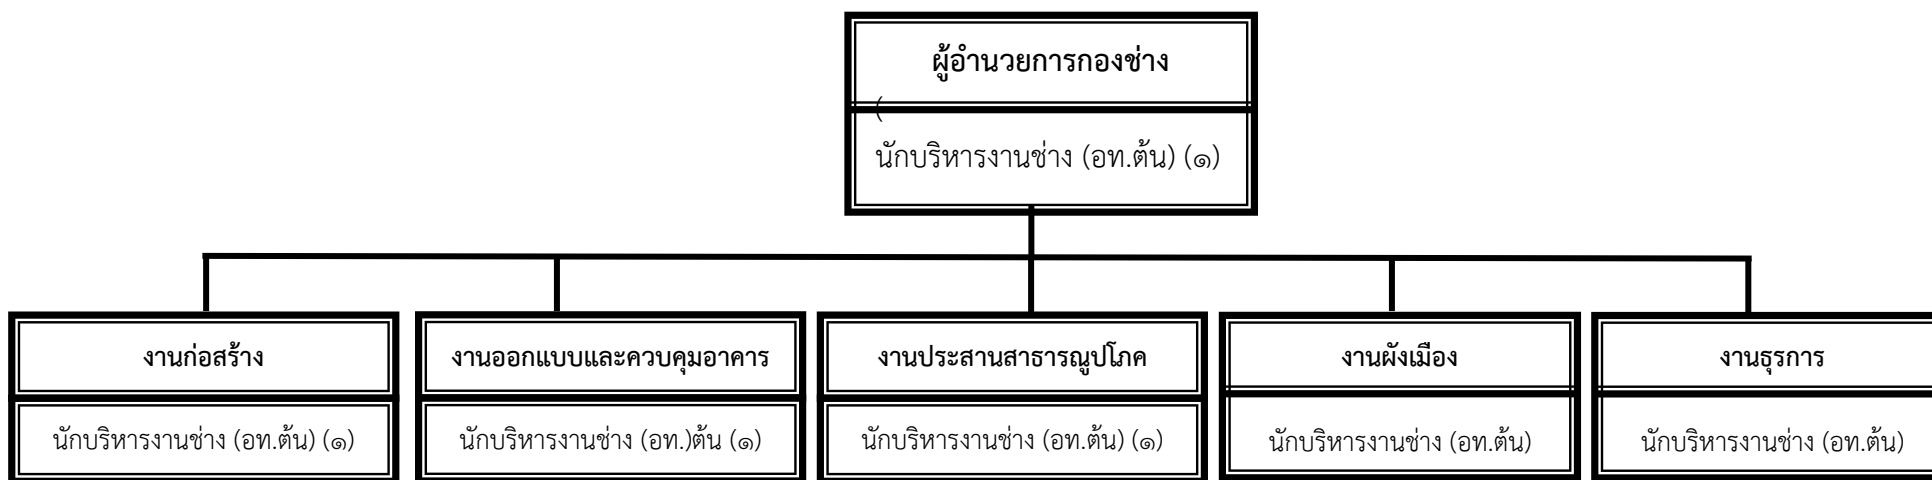 ผู้อำนวยการกองช่าง
(
นักบริหารงานช่าง (อท.ต้น) (๑)
งานก่อสร้าง
งานออกแบบและควบคุมอาคาร
งานประสานสาธารณูปโภค
งานผังเมือง
งานธุรการ
นักบริหารงานช่าง (อท.ต้น) (๑)
นักบริหารงานช่าง (อท.)ต้น (๑)
นักบริหารงานช่าง (อท.ต้น) (๑)
นักบริหารงานช่าง (อท.ต้น)
นักบริหารงานช่าง (อท.ต้น)